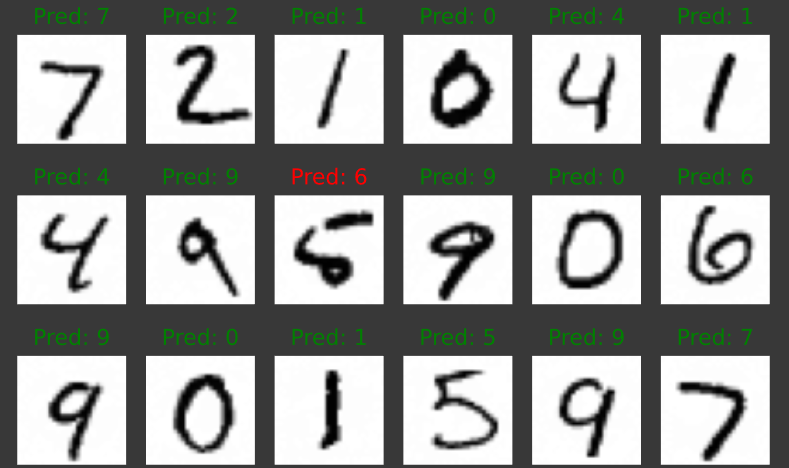 Pred: 7 Pred: 2 Pred: 1 Pred: 0 Pred: 4 Pred: 1
7 2 1 0 4 1
Pred: 4 Pred: 9 Pred: 6 Pred: 9 Pred: 0 Pred: 6
4 9 5 9 0 6
Pred: 9 Pred: 0 Pred: 1 Pred: 5 Pred: 9 Pred: 7
9 0 1 5 9 7